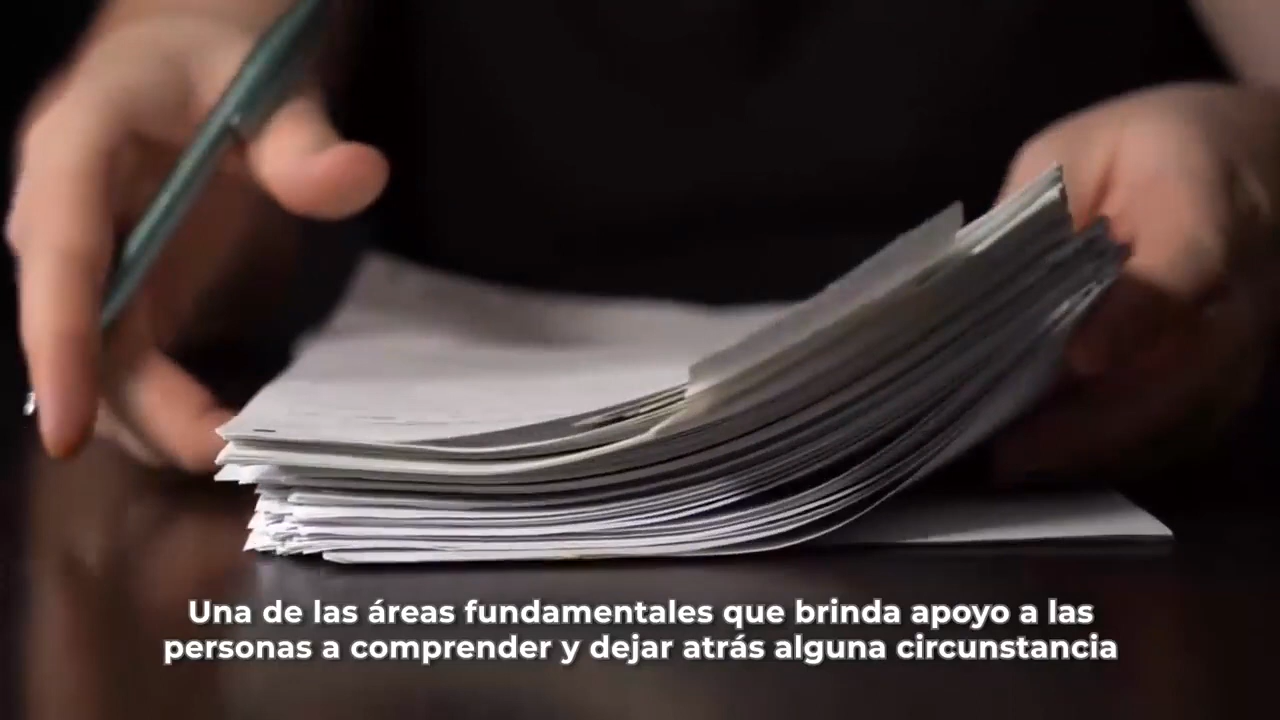 Una de las áreas fundamentales que brinda apoyo a las
personas a comprender y dejar atrás alguna circunstancia